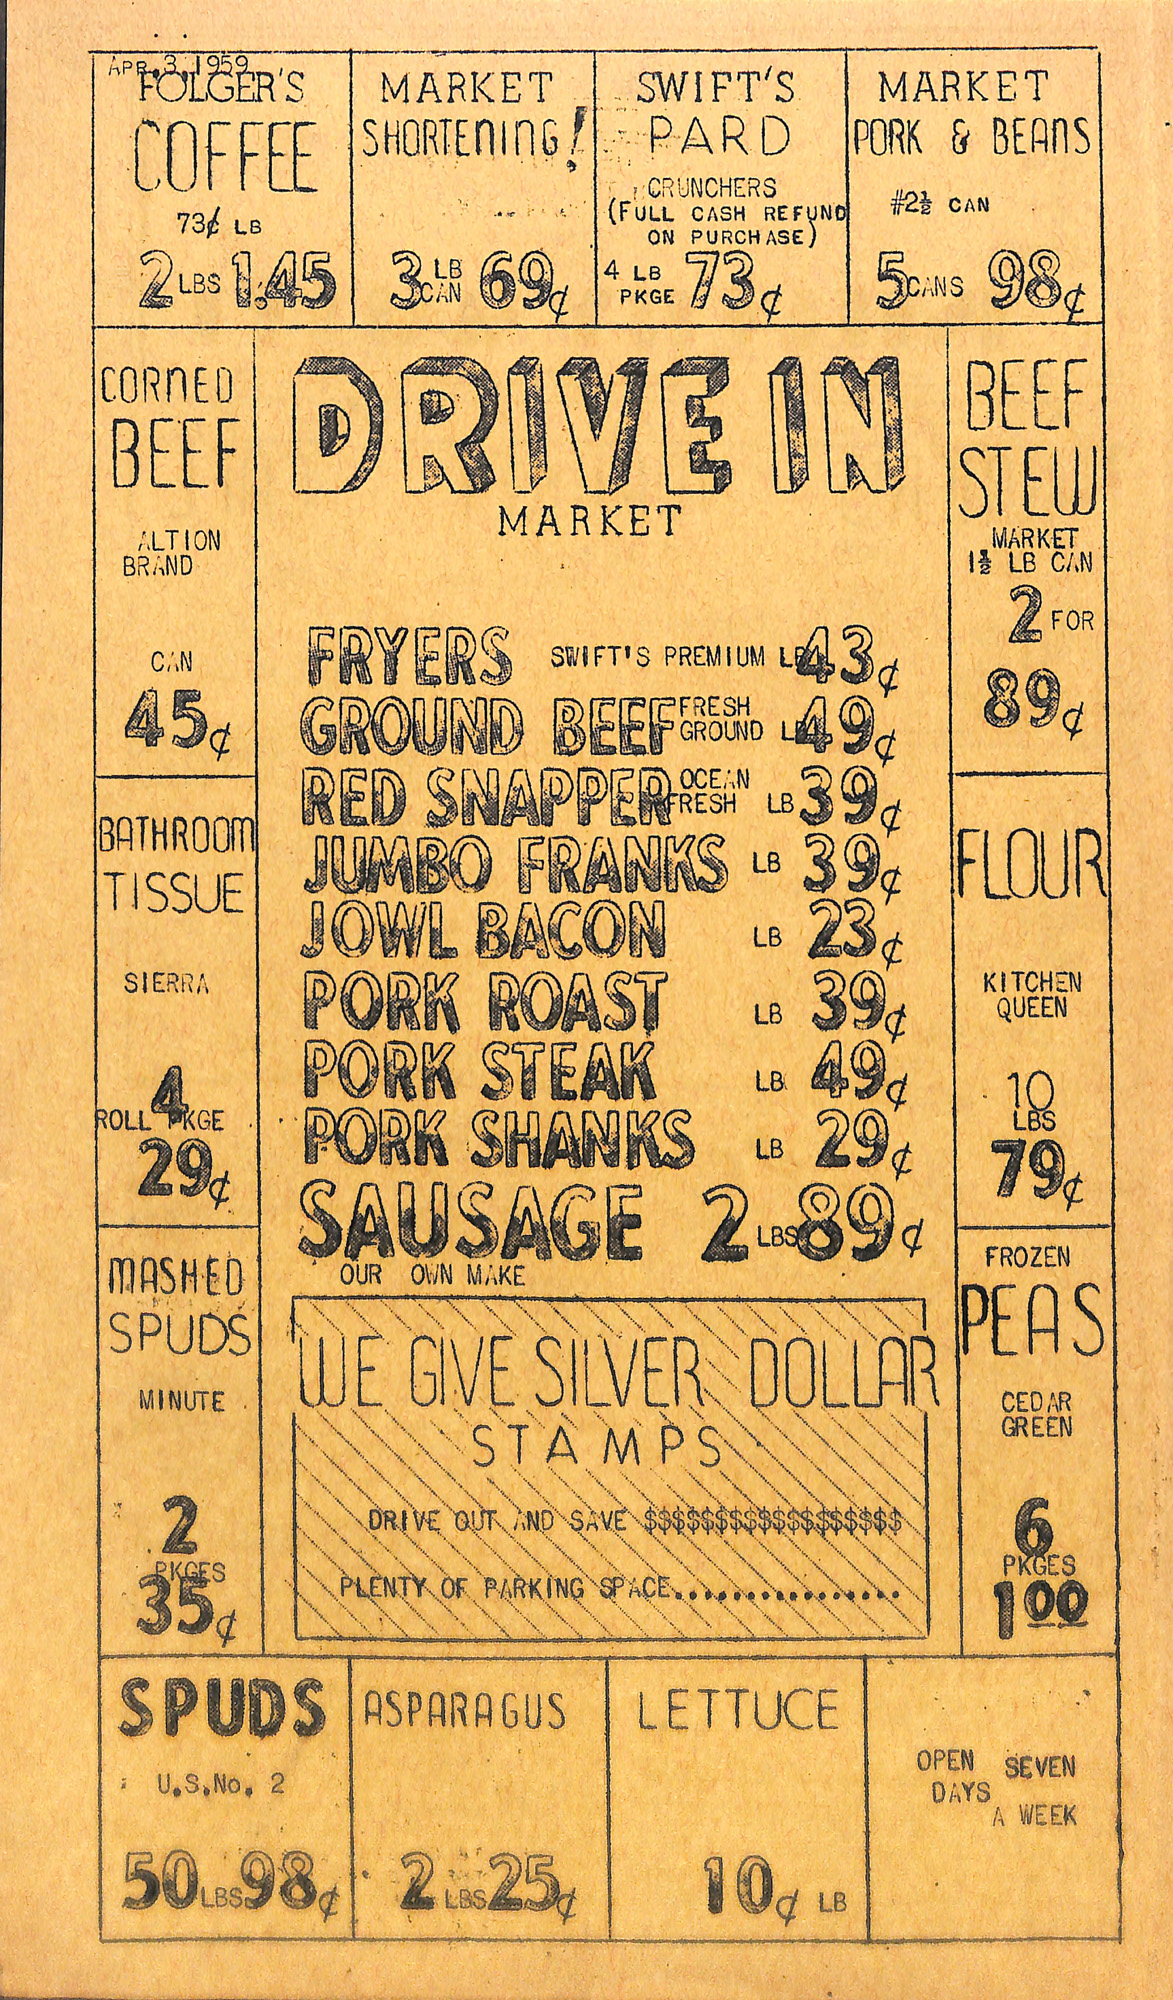 APR. 3, 1959
FOLGER'S
COFFEE
73¢ LB
2 LBS 1.45
MARKET
SHORTENING!
3 LB CAN 69¢
SWIFT'S
PARD
CRUNCHERS
(FULL CASH REFUND
ON PURCHASE)
4 LB PKGE 73¢
MARKET
PORK & BEANS
#2½ CAN
5 CANS 98¢
CORNED
BEEF
ALTION
BRAND
CAN
45¢
BATHROOM
TISSUE
SIERRA
4
ROLL PKGE
29¢
MASHED
SPUDS
MINUTE
2
PKGES
35¢
DRIVE IN
MARKET
FRYERS SWIFT'S PREMIUM LB 43¢
GROUND BEEF FRESH GROUND LB 49¢
RED SNAPPER OCEAN FRESH LB 39¢
JUMBO FRANKS LB 39¢
JOWL BACON LB 23¢
PORK ROAST LB 39¢
PORK STEAK LB 49¢
PORK SHANKS LB 29¢
SAUSAGE 2 LBS 89¢
OUR OWN MAKE
WE GIVE SILVER DOLLAR
STAMPS
DRIVE OUT AND SAVE $$$$$$$$$$$$$$$$$$
PLENTY OF PARKING SPACE................
BEEF
STEW
MARKET
1½ LB CAN
2 FOR
89¢
FLOUR
KITCHEN
QUEEN
10
LBS
79¢
FROZEN
PEAS
CEDAR
GREEN
6
PKGES
1.00
SPUDS
U.S.No. 2
50 LBS 98¢
ASPARAGUS
2 LBS 25¢
LETTUCE
10¢ LB
OPEN SEVEN
DAYS
A WEEK